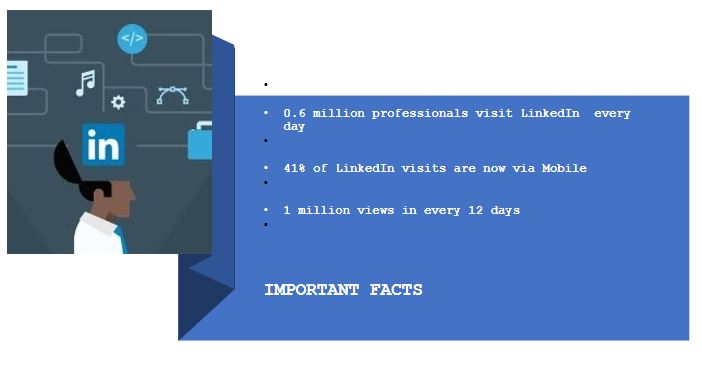 </>
in
• 0.6 million professionals visit LinkedIn every
day
• 41% of LinkedIn visits are now via Mobile
• 1 million views in every 12 days
IMPORTANT FACTS